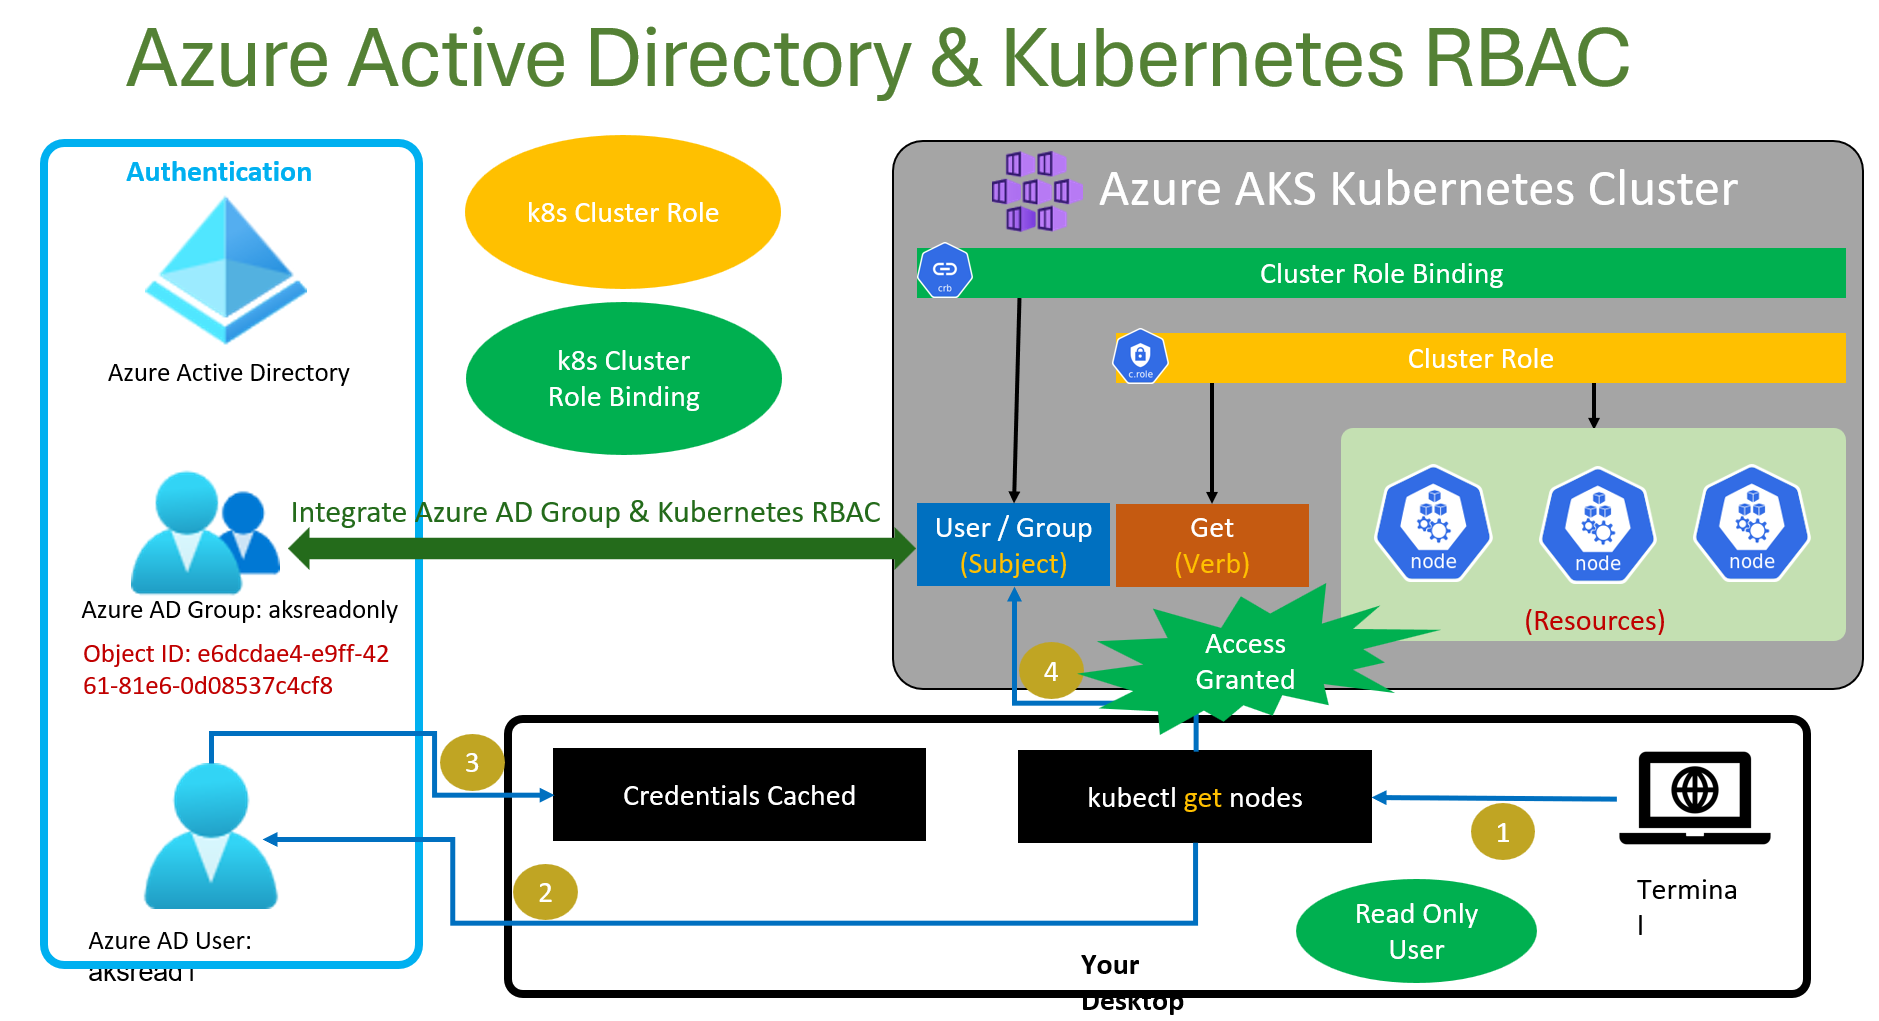 Azure Active Directory & Kubernetes RBAC
Authentication
Azure Active Directory
Azure AD Group: aksreadonly
Object ID: e6dcdae4-e9ff-42
61-81e6-0d08537c4cf8
Azure AD User:
aksread1
k8s Cluster Role
k8s Cluster
Role Binding
Integrate Azure AD Group & Kubernetes RBAC
Azure AKS Kubernetes Cluster
crb
Cluster Role Binding
c.role
Cluster Role
User / Group
(Subject)
Get
(Verb)
node
node
node
(Resources)
Access
Granted
4
3
Credentials Cached
kubectl get nodes
1
2
Read Only
User
Termina
l
Your
Desktop